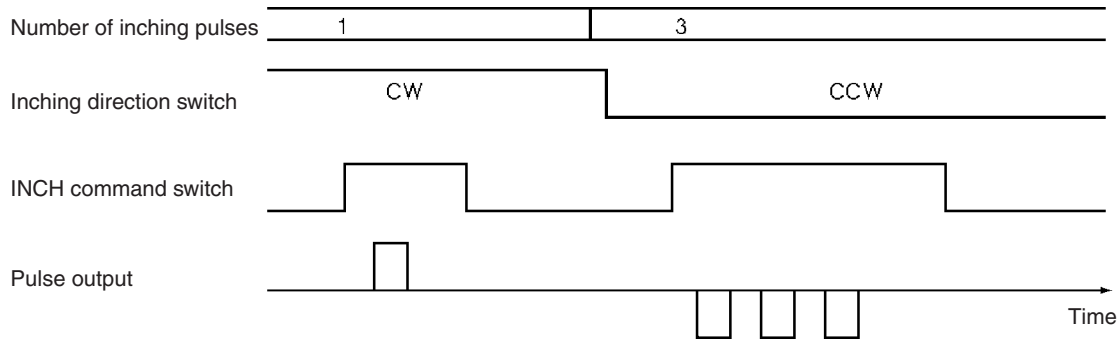 Number of inching pulses 1 3
Inching direction switch CW CCW
INCH command switch
Pulse output
Time